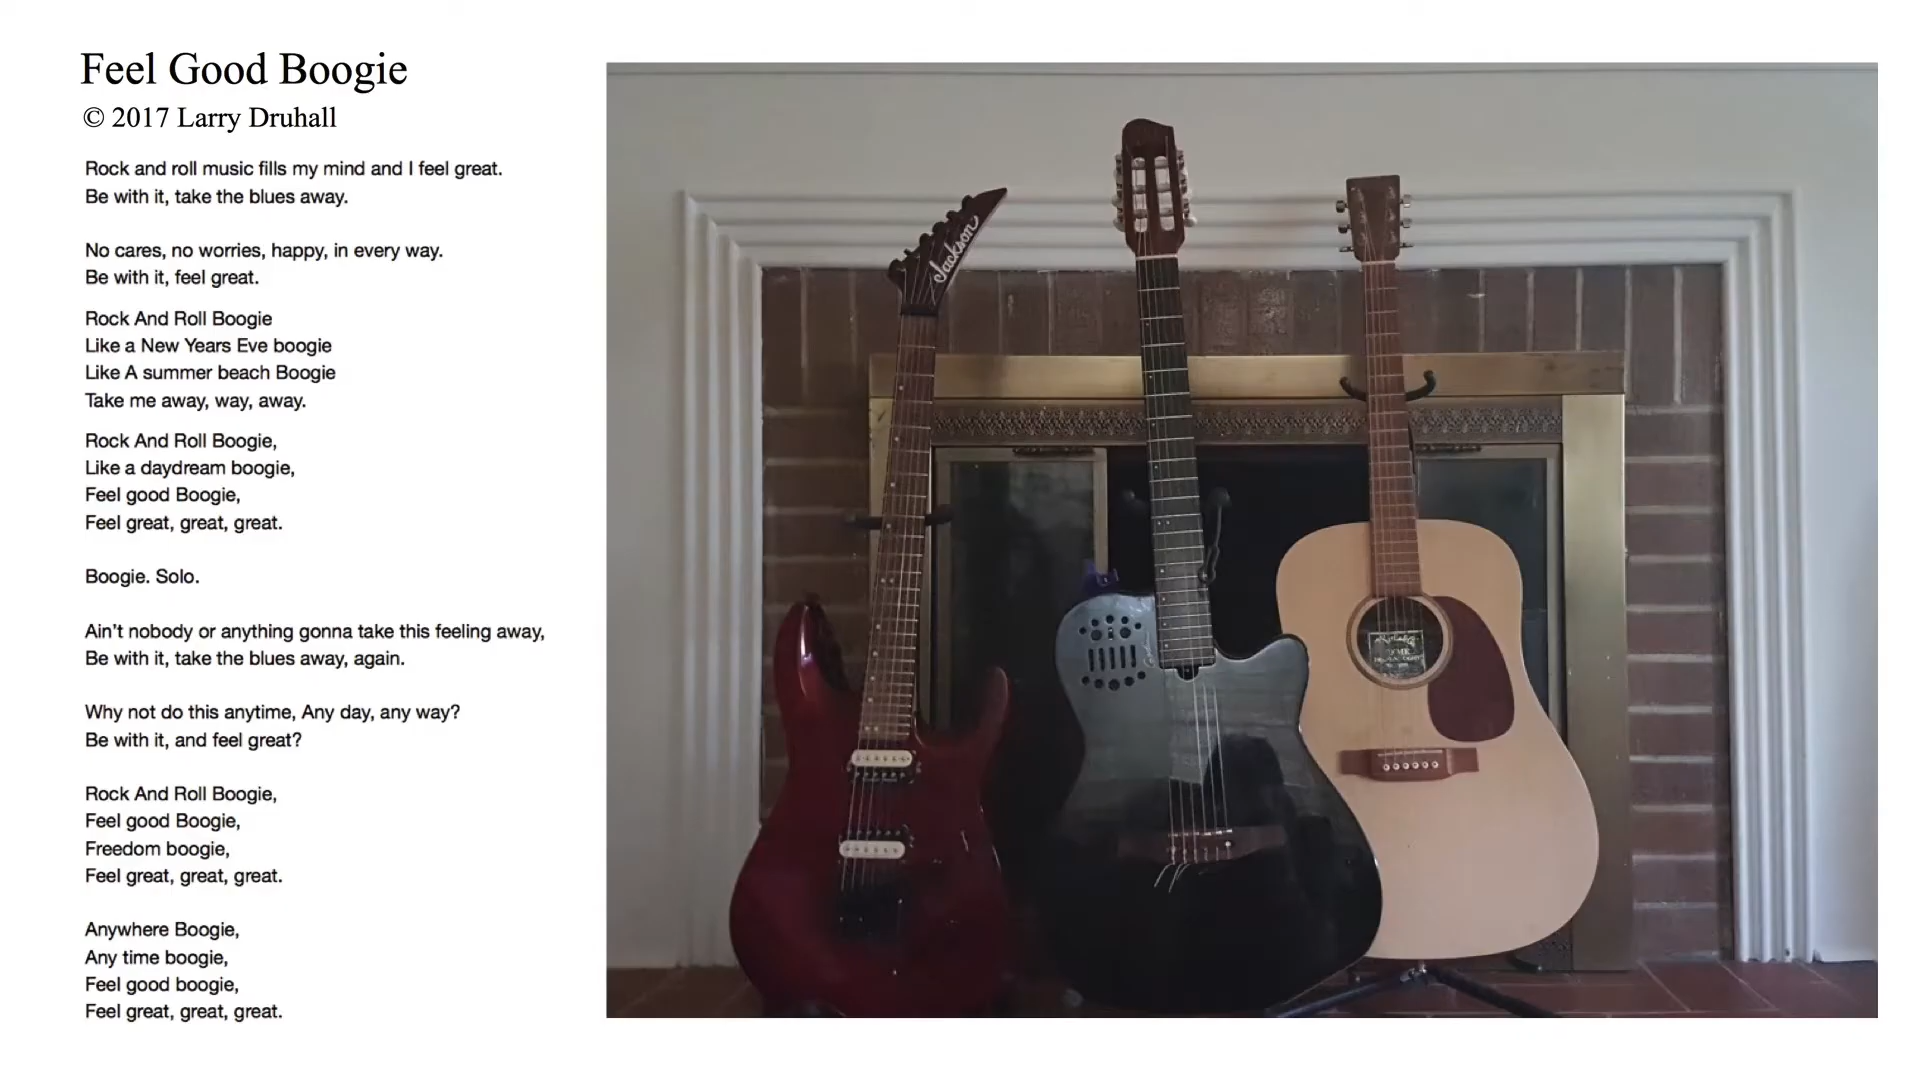 Feel Good Boogie
© 2017 Larry Druhall
Rock and roll music fills my mind and I feel great.
Be with it, take the blues away.
No cares, no worries, happy, in every way.
Be with it, feel great.
Rock And Roll Boogie
Like a New Years Eve boogie
Like A summer beach Boogie
Take me away, way, away.
Rock And Roll Boogie,
Like a daydream boogie,
Feel good Boogie,
Feel great, great, great.
Boogie. Solo.
Ain't nobody or anything gonna take this feeling away,
Be with it, take the blues away, again.
Why not do this anytime, Any day, any way?
Be with it, and feel great?
Rock And Roll Boogie,
Feel good Boogie,
Freedom boogie,
Feel great, great, great.
Anywhere Boogie,
Any time boogie,
Feel good boogie,
Feel great, great, great.
Jackson